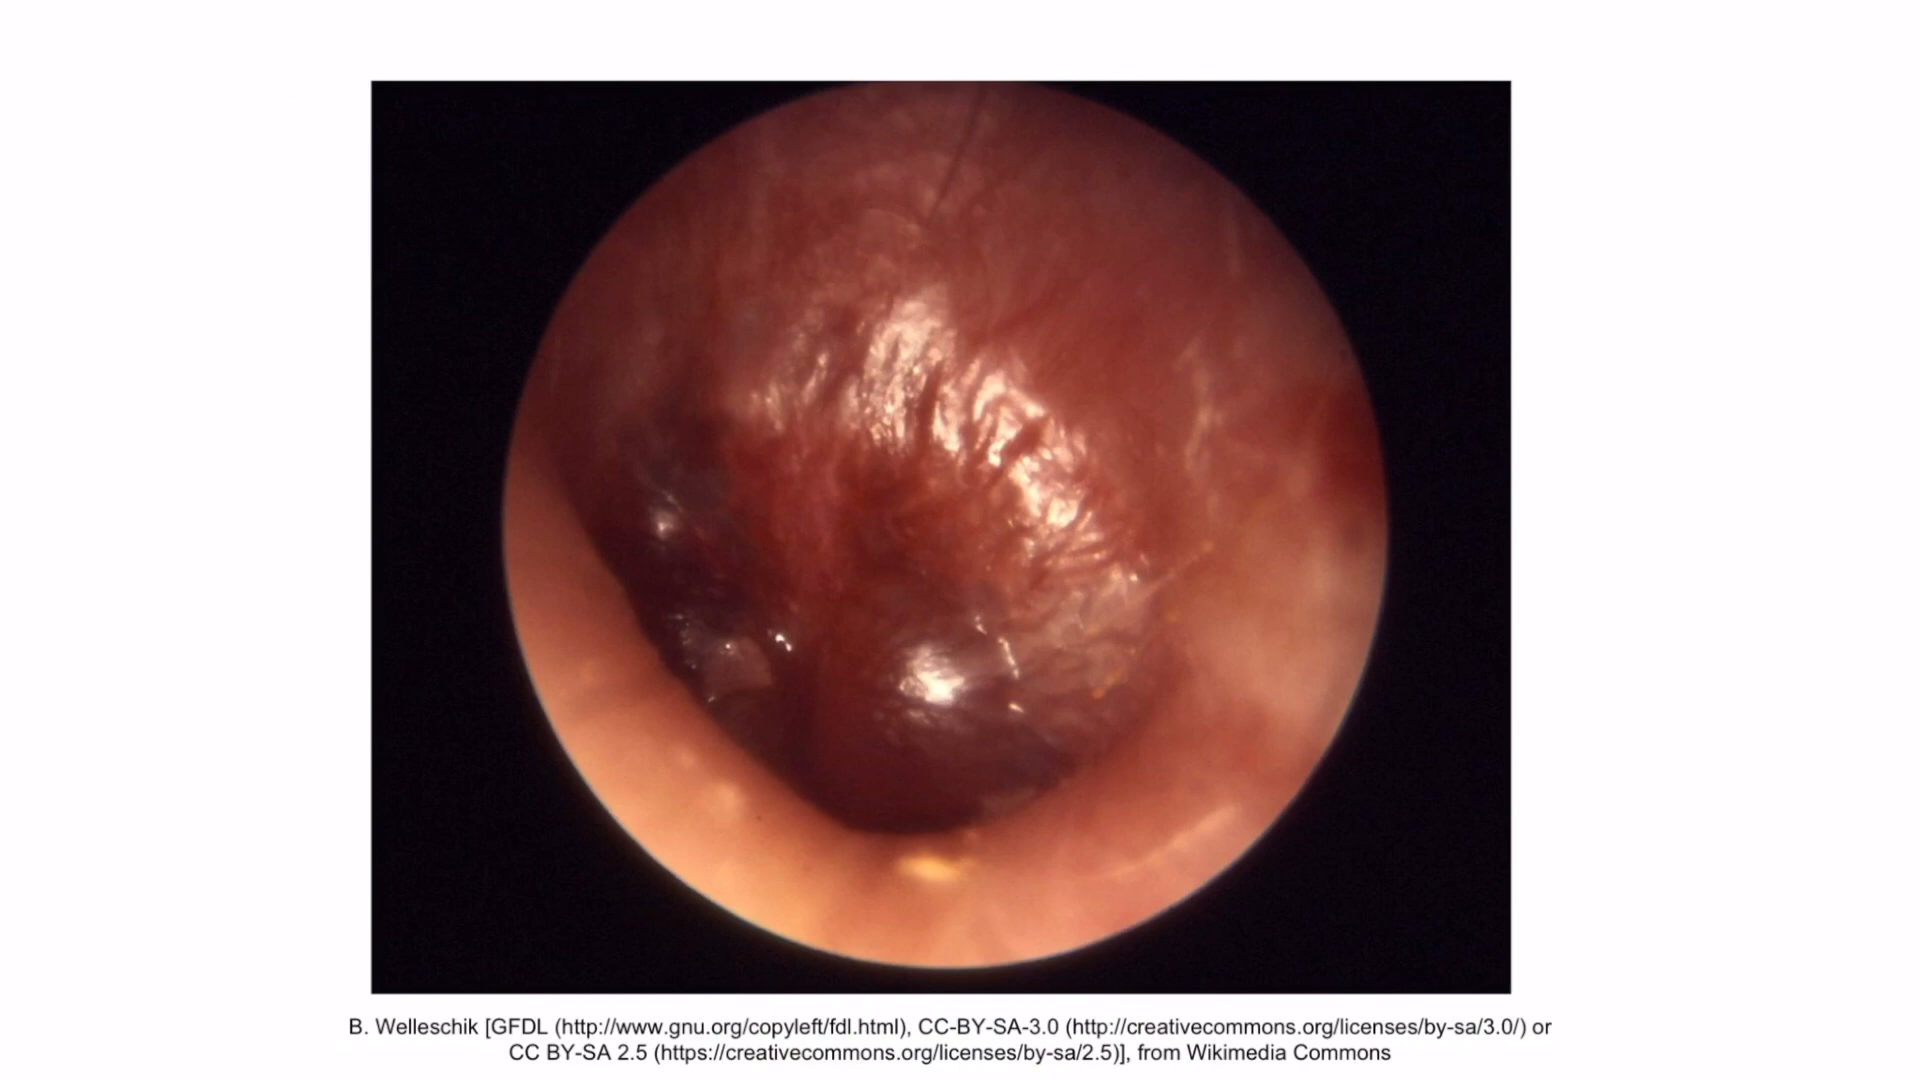 B. Welleschik [GFDL (http://www.gnu.org/copyleft/fdl.html), CC-BY-SA-3.0 (http://creativecommons.org/licenses/by-sa/3.0/) or
CC BY-SA 2.5 (https://creativecommons.org/licenses/by-sa/2.5)], from Wikimedia Commons